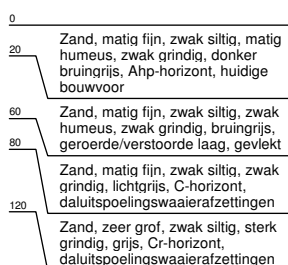 0
Zand, matig fijn, zwak siltig, matig
humeus, zwak grindig, donker
bruingrijs, Ahp-horizont, huidige
bouwvoor
20
Zand, matig fijn, zwak siltig, zwak
humeus, zwak grindig, bruingrijs,
geroerde/verstoorde laag, gevlekt
60
Zand, matig fijn, zwak siltig, zwak
grindig, lichtgrijs, C-horizont,
daluitspoelingswaaierafzettingen
80
Zand, zeer grof, zwak siltig, sterk
grindig, grijs, Cr-horizont,
daluitspoelingswaaierafzettingen
120